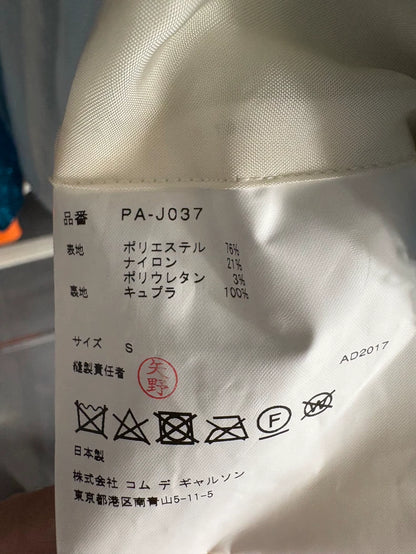 品番 PA-J037
表地 ポリエステル 76%
ナイロン 21%
ポリウレタン 3%
裏地 キュプラ 100%
サイズ S
縫製責任者 矢野
AD2017
F
W
日本製
株式会社 コム デ ギャルソン
東京都港区南青山5-11-5